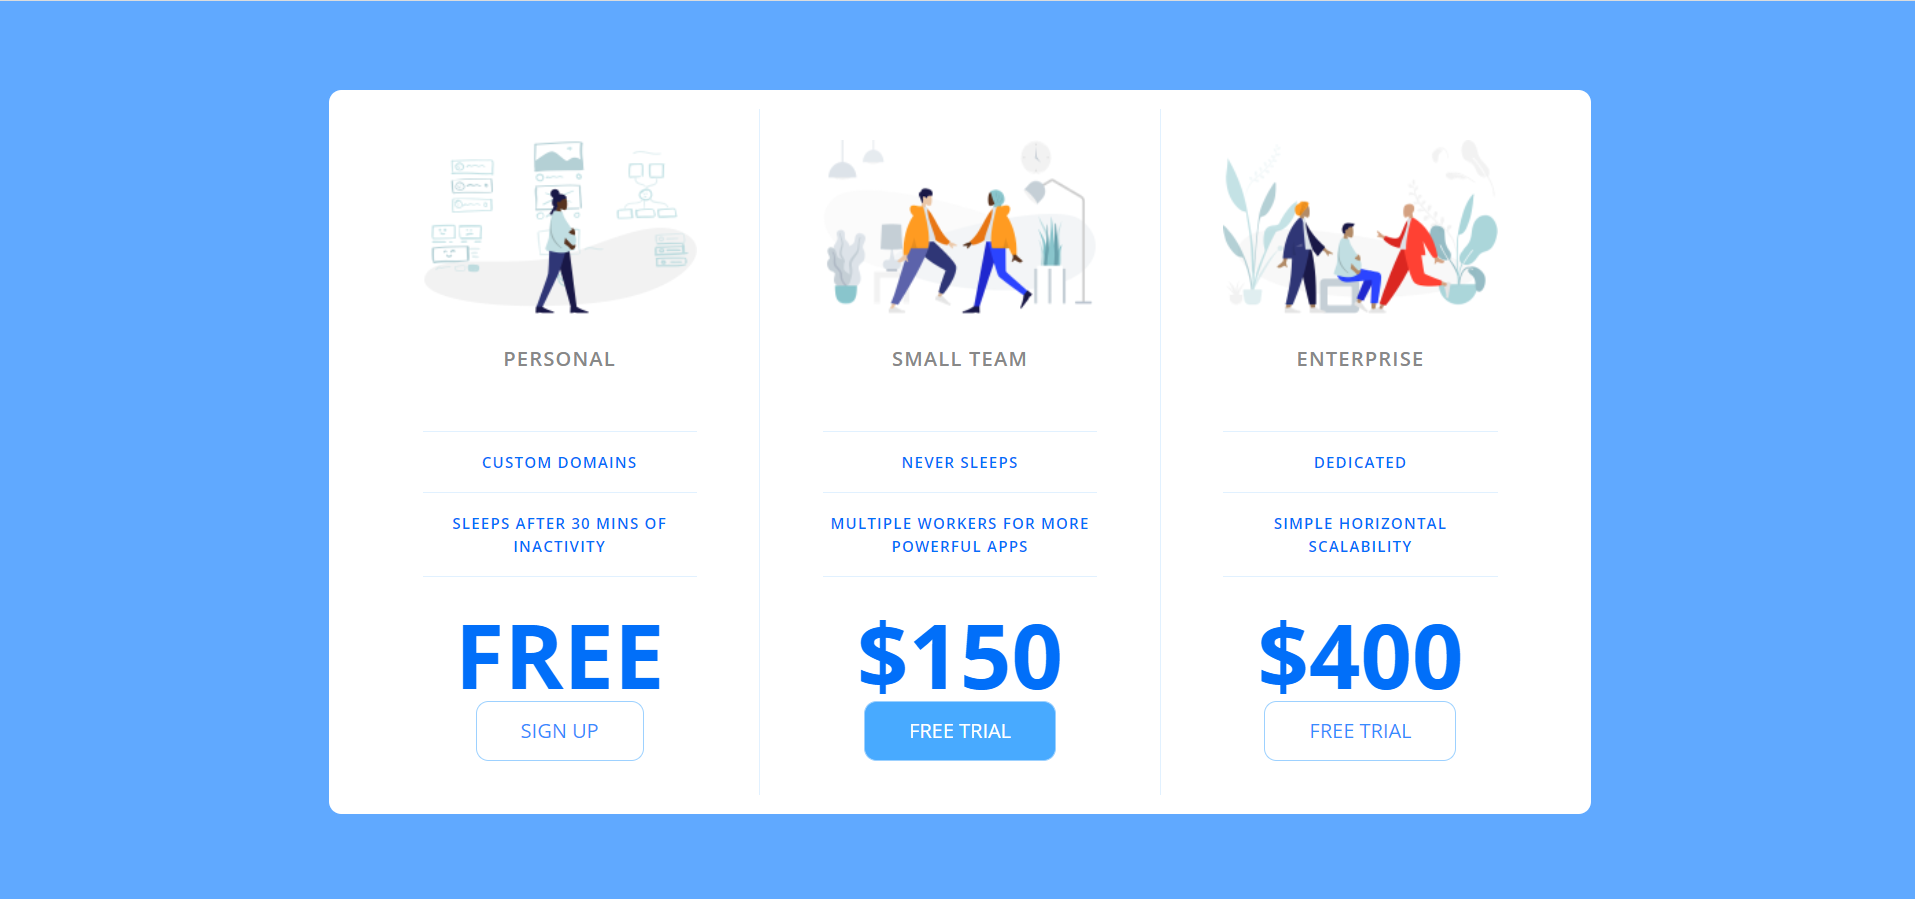 PERSONAL
CUSTOM DOMAINS
SLEEPS AFTER 30 MINS OF
INACTIVITY
FREE
SIGN UP
SMALL TEAM
NEVER SLEEPS
MULTIPLE WORKERS FOR MORE
POWERFUL APPS
$150
FREE TRIAL
ENTERPRISE
DEDICATED
SIMPLE HORIZONTAL
SCALABILITY
$400
FREE TRIAL